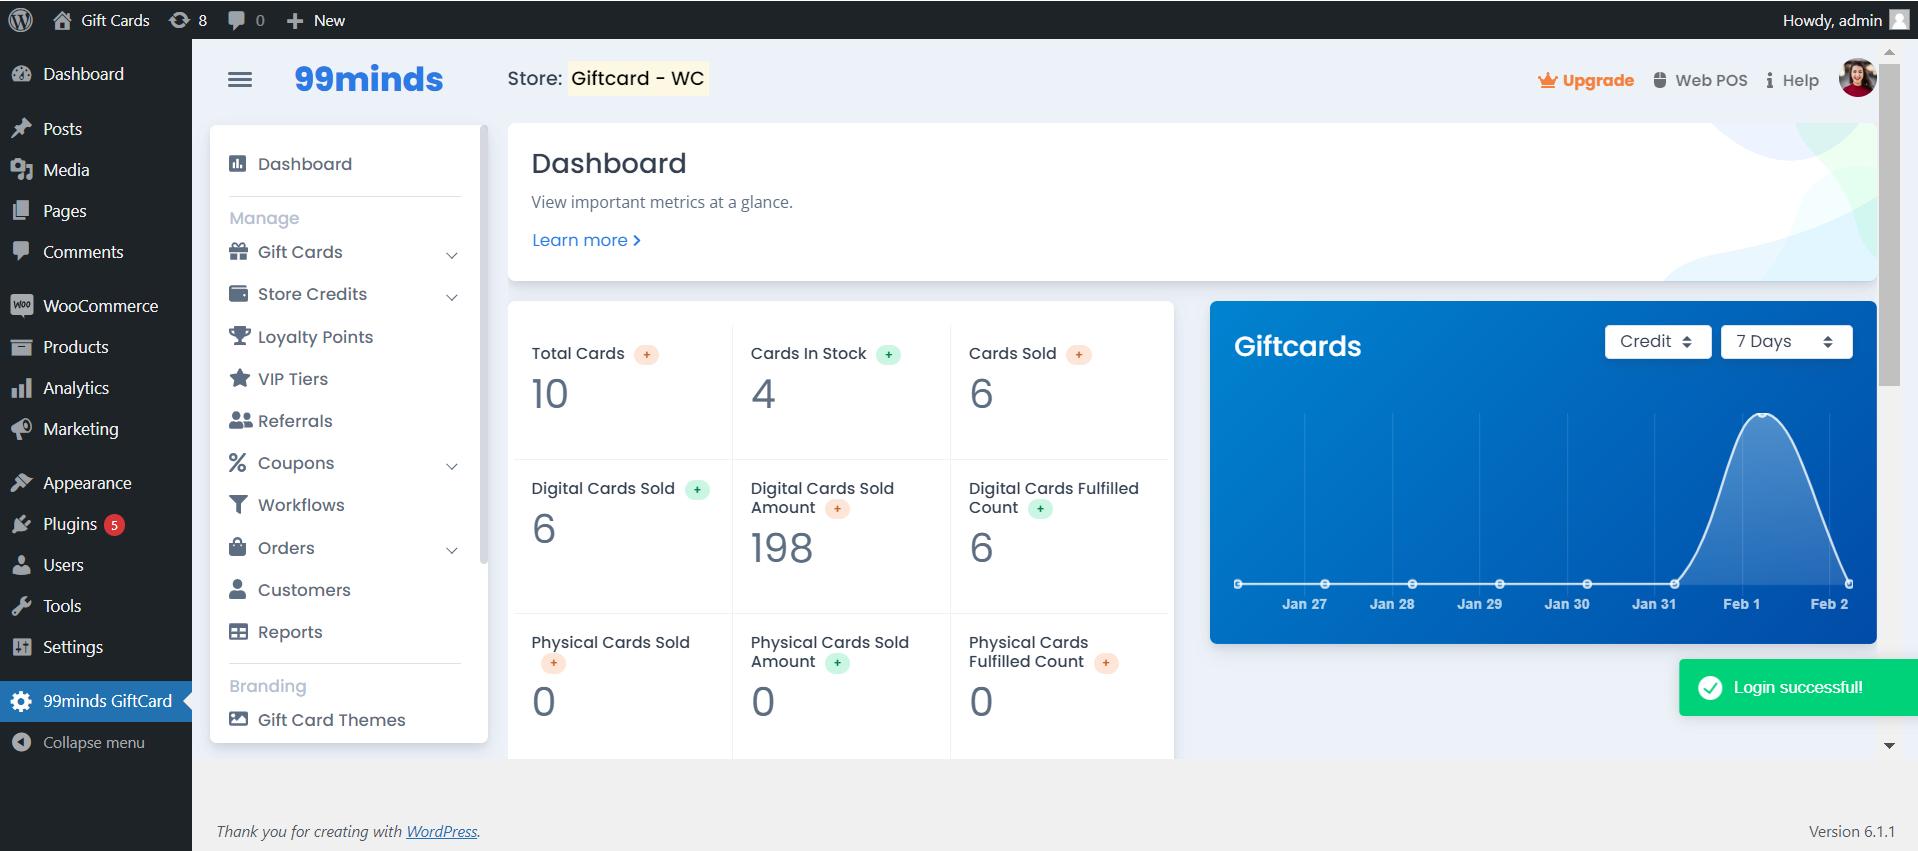 Gift Cards 8 0 New Howdy, admin
Dashboard
Posts
Media
Pages
Comments
WooCommerce
Products
Analytics
Marketing
Appearance
Plugins 5
Users
Tools
Settings
99minds GiftCard
Collapse menu
99minds Store: Giftcard - WC Upgrade Web POS Help
Dashboard
Manage
Gift Cards
Store Credits
Loyalty Points
VIP Tiers
Referrals
Coupons
Workflows
Orders
Customers
Reports
Branding
Gift Card Themes
Dashboard
View important metrics at a glance.
Learn more
Total Cards +
10
Cards In Stock +
4
Cards Sold +
6
Digital Cards Sold +
6
Digital Cards Sold
Amount +
198
Digital Cards Fulfilled
Count +
6
Physical Cards Sold
+
0
Physical Cards Sold
Amount +
0
Physical Cards
Fulfilled Count +
0
Giftcards Credit 7 Days
Jan 27 Jan 28 Jan 29 Jan 30 Jan 31 Feb 1 Feb 2
Login successful!
Thank you for creating with WordPress. Version 6.1.1